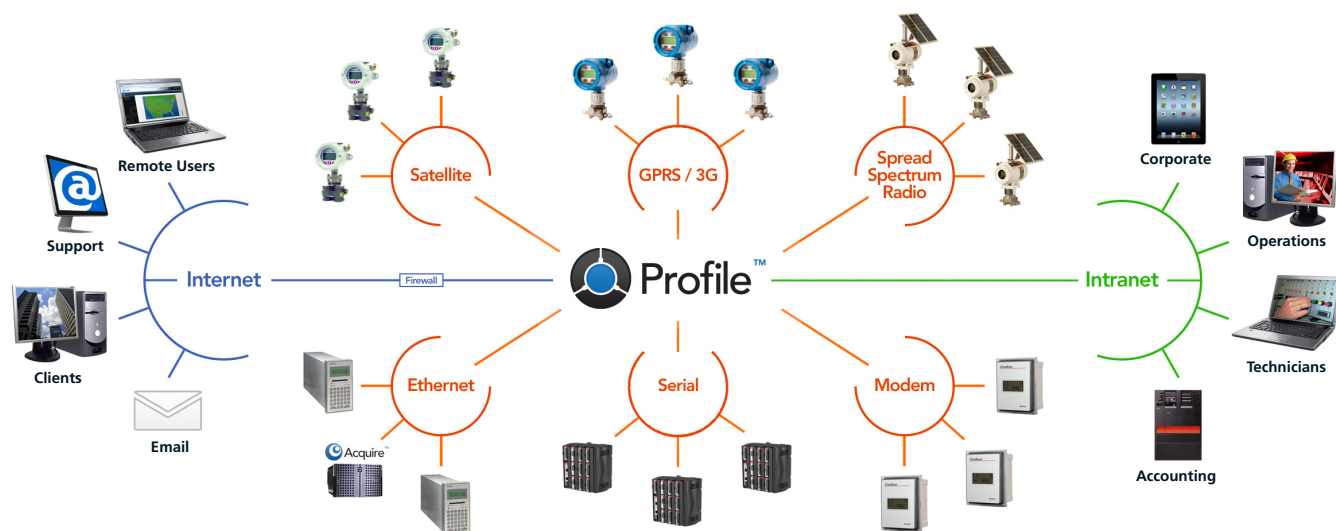 Remote Users
Support
Clients
Email
Internet
Firewall
Satellite
GPRS / 3G
Spread
Spectrum
Radio
Profile™
Ethernet
Acquire™
Serial
Modem
Intranet
Corporate
Operations
Technicians
Accounting